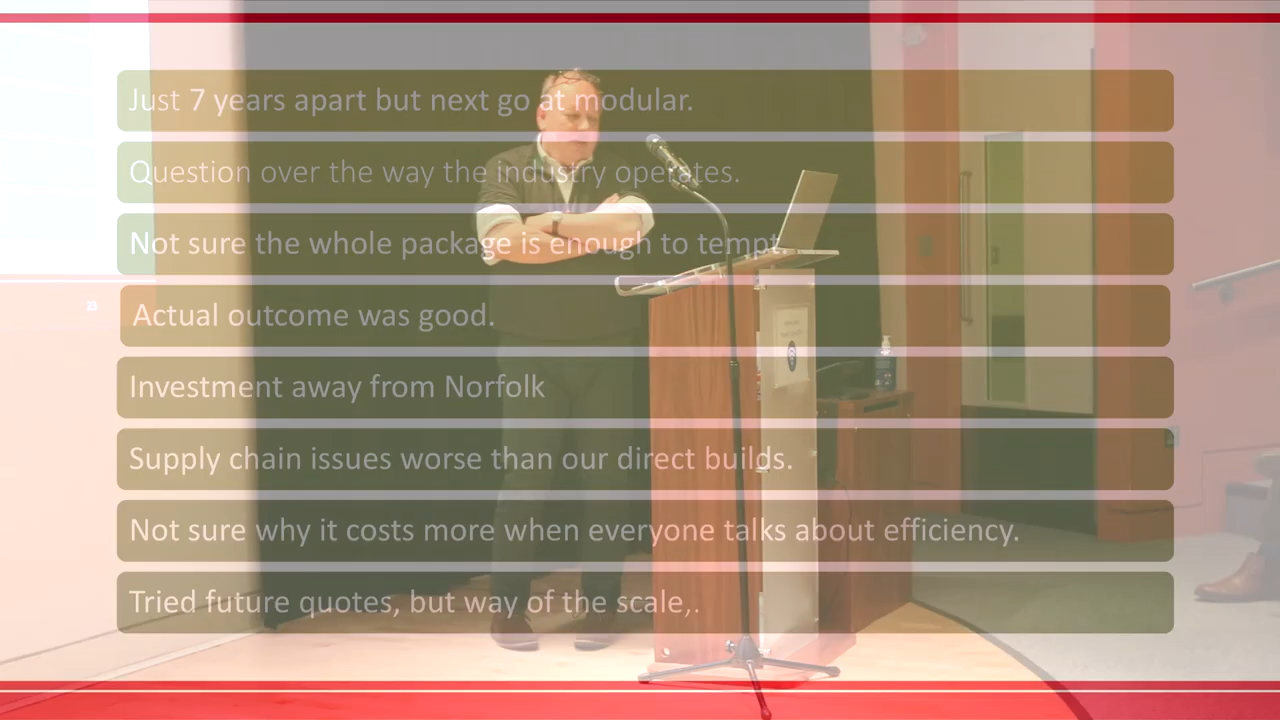 Just 7 years apart but next go at modular.
Question over the way the industry operates.
Not sure the whole package is enough to tempt
Actual outcome was good.
Investment away from Norfolk
Supply chain issues worse than our direct builds.
Not sure why it costs more when everyone talks about efficiency.
Tried future quotes, but way of the scale,.